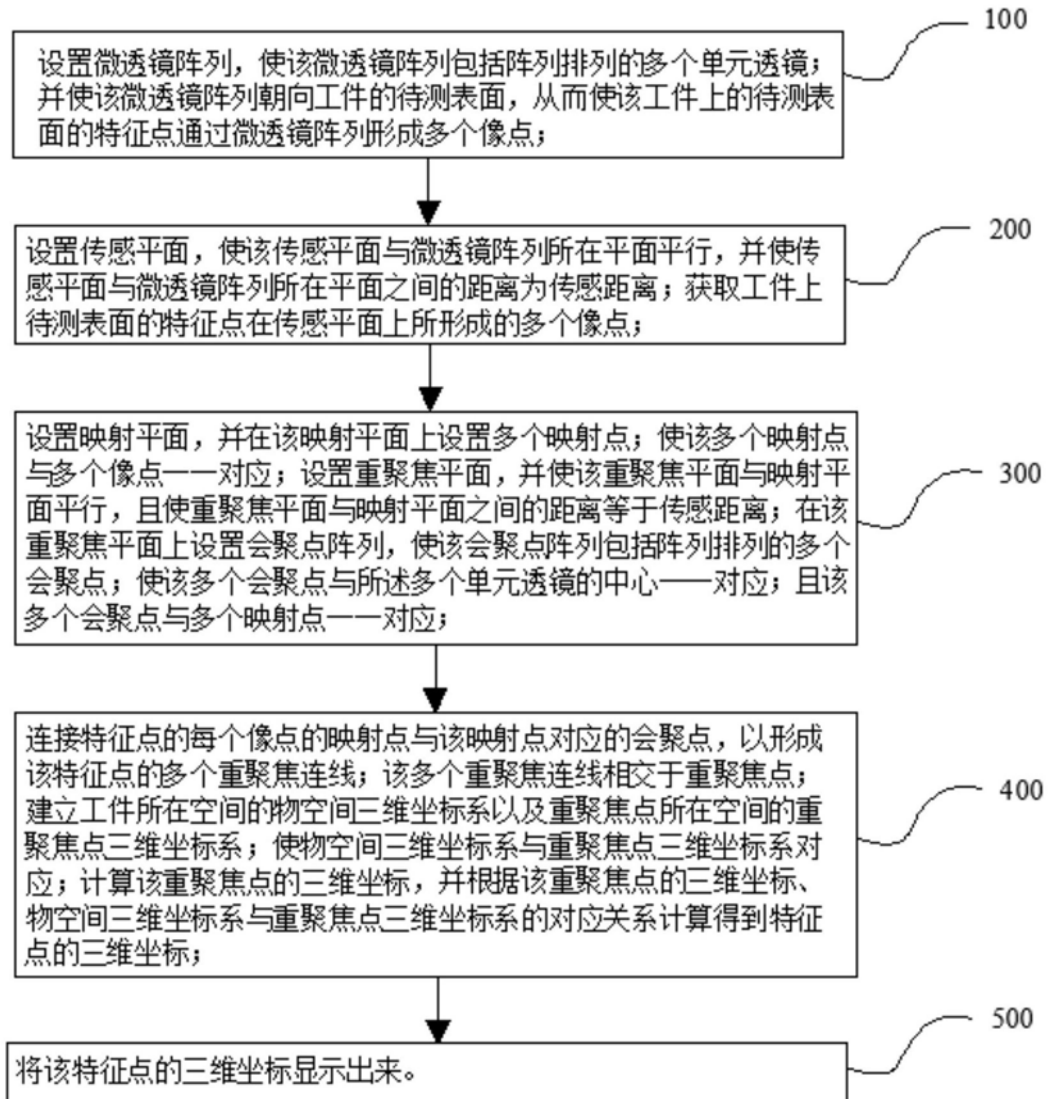 100
设置微透镜阵列，使该微透镜阵列包括阵列排列的多个单元透镜；
并使该微透镜阵列朝向工件的待测表面，从而使该工件上的待测表
面的特征点通过微透镜阵列形成多个像点；
200
设置传感平面，使该传感平面与微透镜阵列所在平面平行，并使传
感平面与微透镜阵列所在平面之间的距离为传感距离；获取工件上
待测表面的特征点在传感平面上所形成的多个像点；
300
设置映射平面，并在该映射平面上设置多个映射点；使该多个映射点
与多个像点一一对应；设置重聚焦平面，并使该重聚焦平面与映射平
面平行，且使重聚焦平面与映射平面之间的距离等于传感距离；在该
重聚焦平面上设置会聚点阵列，使该会聚点阵列包括阵列排列的多个
会聚点；使该多个会聚点与所述多个单元透镜的中心一一对应；且该
多个会聚点与多个映射点一一对应；
400
连接特征点的每个像点的映射点与该映射点对应的会聚点，以形成
该特征点的多个重聚焦连线；该多个重聚焦连线相交于重聚焦点；
建立工件所在空间的物空间三维坐标系以及重聚焦点所在空间的重
聚焦点三维坐标系；使物空间三维坐标系与重聚焦点三维坐标系对
应；计算该重聚焦点的三维坐标，并根据该重聚焦点的三维坐标、
物空间三维坐标系与重聚焦点三维坐标系的对应关系计算得到特征
点的三维坐标；
500
将该特征点的三维坐标显示出来。